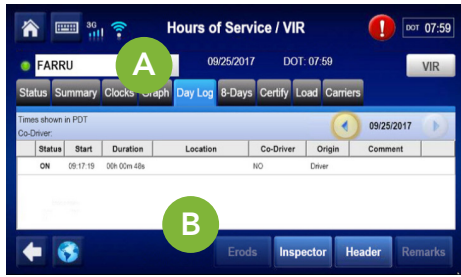 3G Hours of Service / VIR ! DOT 07:59
FARRU A 09/25/2017 DOT: 07:59 VIR
Status Summary Clocks Graph Day Log 8-Days Certify Load Carriers
Times shown in PDT
09/25/2017
Co-Driver:
Status Start Duration Location Co-Driver Origin Comment
ON 09:17:19 00h 00m 48s NO Driver
B
Erods Inspector Header Remarks